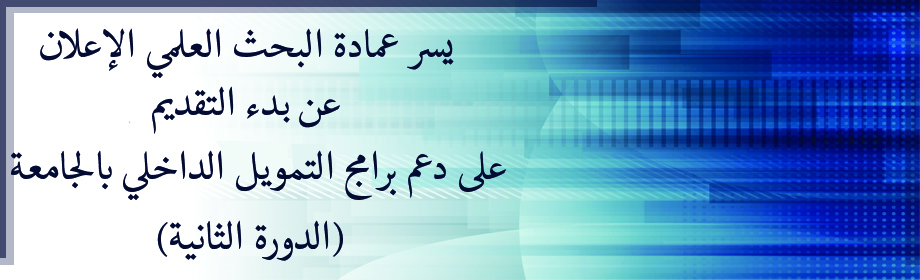 يسر عمادة البحث العلمي الإعلان
عن بدء التقديم
على دعم برامج التمويل الداخلي بالجامعة
(الدورة الثانية)